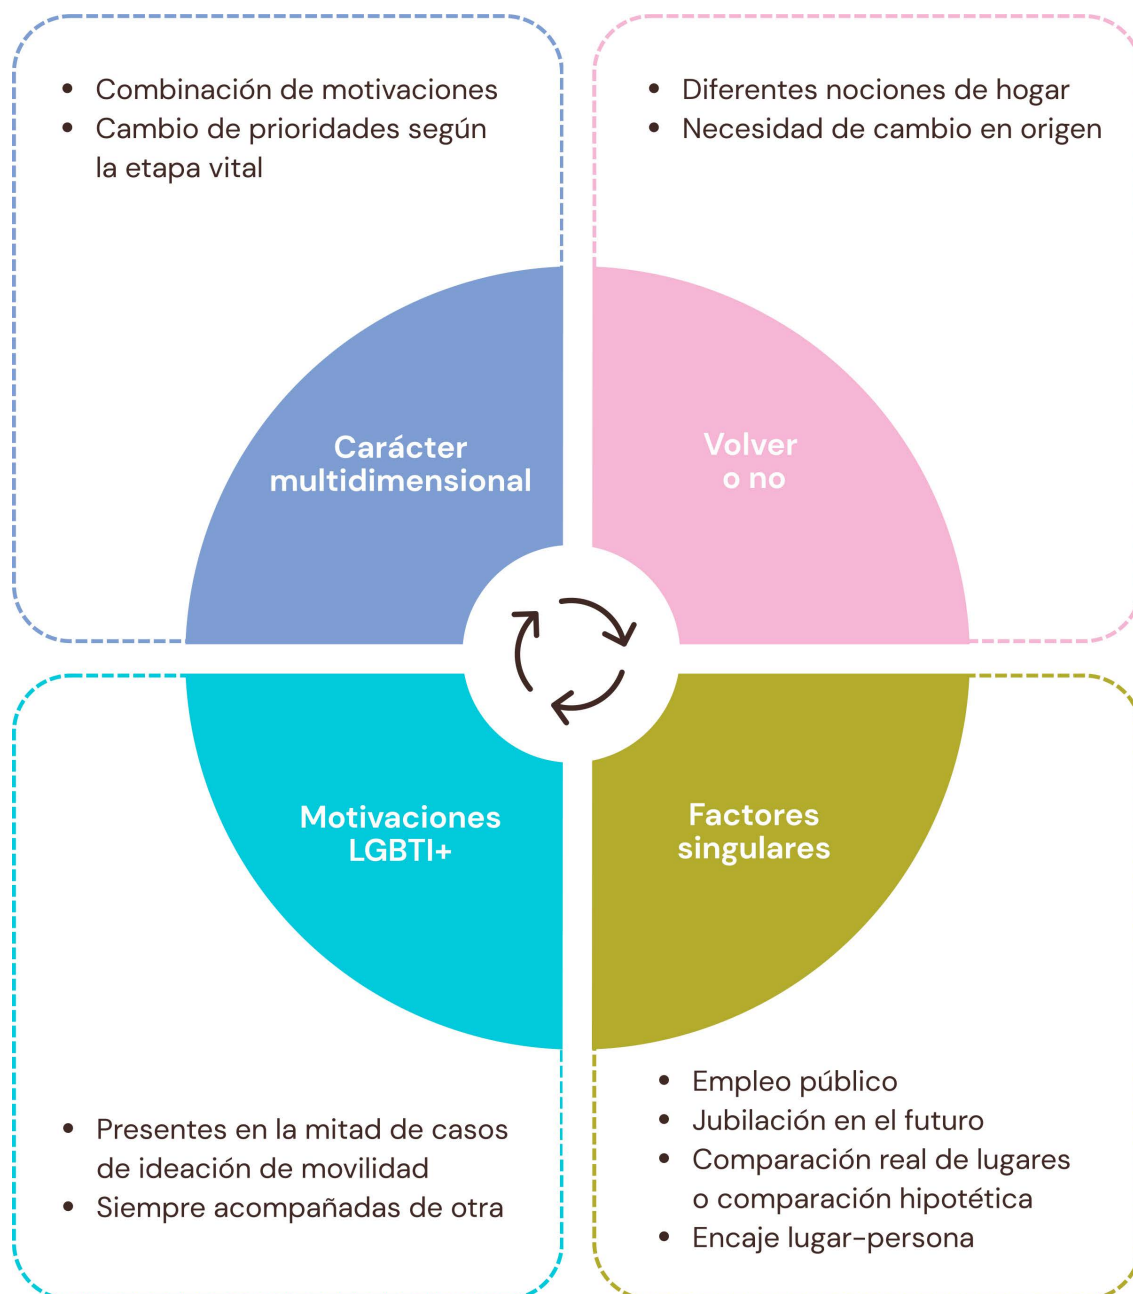 • Combinación de motivaciones
• Cambio de prioridades según
la etapa vital
• Diferentes nociones de hogar
• Necesidad de cambio en origen
Carácter
multidimensional
Volver
o no
Motivaciones
LGBTI+
Factores
singulares
• Presentes en la mitad de casos
de ideación de movilidad
• Siempre acompañadas de otra
• Empleo público
• Jubilación en el futuro
• Comparación real de lugares
o comparación hipotética
• Encaje lugar-persona